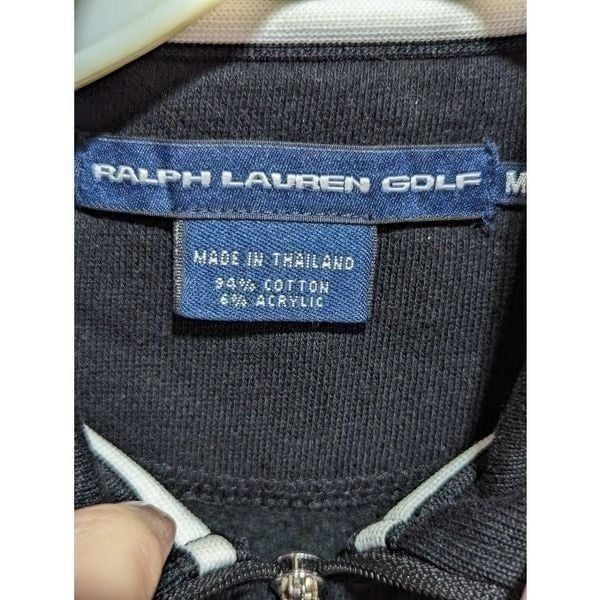 RALPH LAUREN GOLF M
MADE IN THAILAND
94% COTTON
6% ACRYLIC